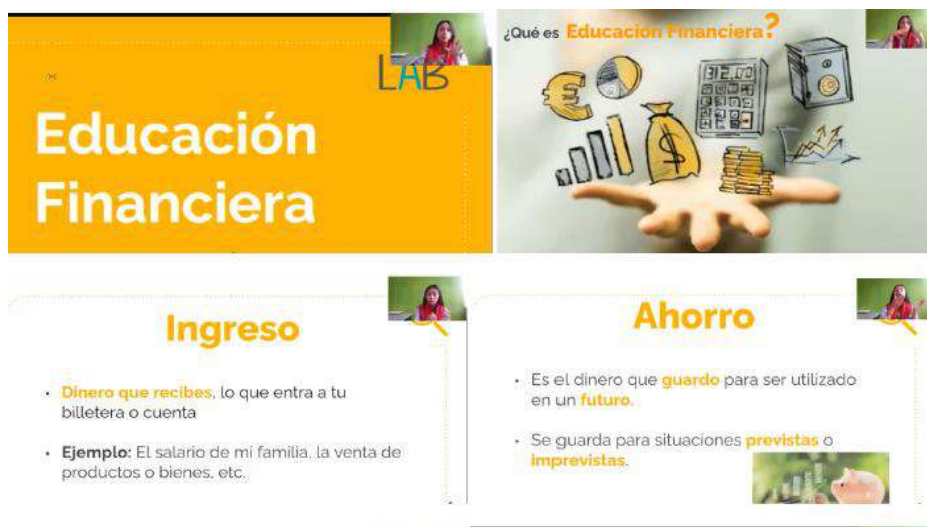 LAB
Educación
Financiera
¿Qué es Educacion Financiera?
312,00
Ingreso
• Dinero que recibes, lo que entra a tu
billetera o cuenta
• Ejemplo: El salario de mi familia, la venta de
productos o bienes, etc.
Ahorro
• Es el dinero que guardo para ser utilizado
en un futuro.
• Se guarda para situaciones previstas o
imprevistas.